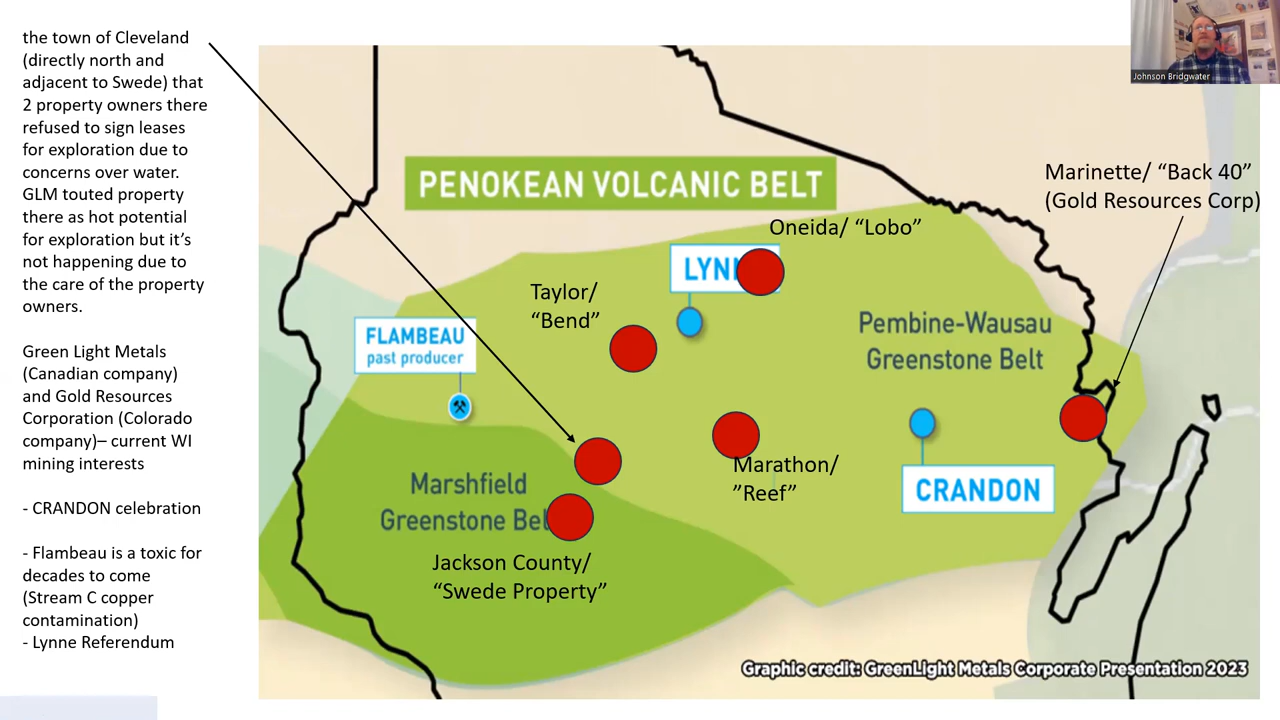 the town of Cleveland
(directly north and
adjacent to Swede) that
2 property owners there
refused to sign leases
for exploration due to
concerns over water.
GLM touted property
there as hot potential
for exploration but it’s
not happening due to
the care of the property
owners.
Green Light Metals
(Canadian company)
and Gold Resources
Corporation (Colorado
company)– current WI
mining interests
- CRANDON celebration
- Flambeau is a toxic for
decades to come
(Stream C copper
contamination)
- Lynne Referendum
Johnson Bridgwater
PENOKEAN VOLCANIC BELT
Marinette/ “Back 40”
(Gold Resources Corp)
Oneida/ “Lobo”
LYN
Taylor/
“Bend”
FLAMBEAU
past producer
Pembine-Wausau
Greenstone Belt
Marathon/
”Reef”
CRANDON
Marshfield
Greenstone Bel
Jackson County/
“Swede Property”
Graphic credit: GreenLight Metals Corporate Presentation 2023